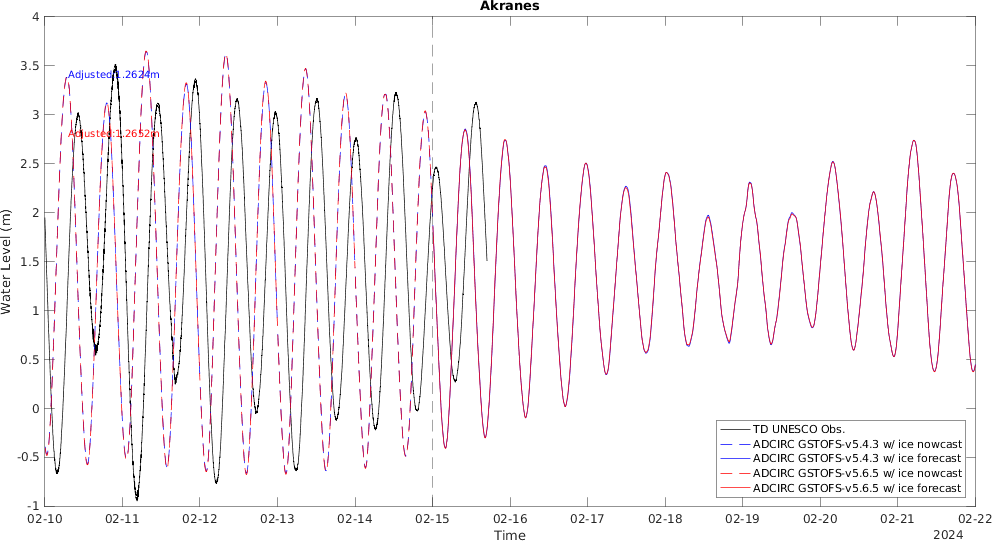 Akranes
4
3.5
3
2.5
2
1.5
1
0.5
0
-0.5
-1
Water Level (m)
Adjusted:1.2624m
Adjusted:1.2652m
02-10 02-11 02-12 02-13 02-14 02-15 02-16 02-17 02-18 02-19 02-20 02-21 02-22
Time
2024
TD UNESCO Obs.
ADCIRC GSTOFS-v5.4.3 w/ ice nowcast
ADCIRC GSTOFS-v5.4.3 w/ ice forecast
ADCIRC GSTOFS-v5.6.5 w/ ice nowcast
ADCIRC GSTOFS-v5.6.5 w/ ice forecast